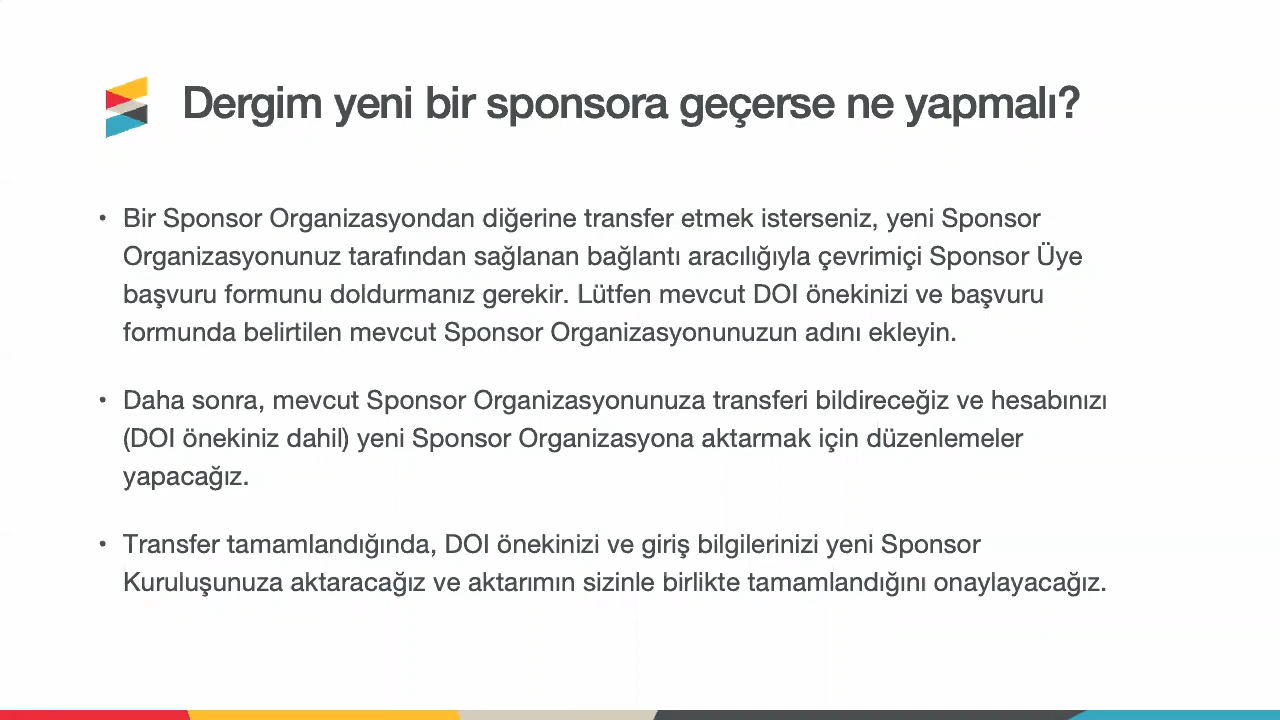 Dergim yeni bir sponsora geçerse ne yapmalı?
• Bir Sponsor Organizasyondan diğerine transfer etmek isterseniz, yeni Sponsor
Organizasyonunuz tarafından sağlanan bağlantı aracılığıyla çevrimiçi Sponsor Üye
başvuru formunu doldurmanız gerekir. Lütfen mevcut DOI önekinizi ve başvuru
formunda belirtilen mevcut Sponsor Organizasyonunuzun adını ekleyin.
• Daha sonra, mevcut Sponsor Organizasyonunuza transferi bildireceğiz ve hesabınızı
(DOI önekiniz dahil) yeni Sponsor Organizasyona aktarmak için düzenlemeler
yapacağız.
• Transfer tamamlandığında, DOI önekinizi ve giriş bilgilerinizi yeni Sponsor
Kuruluşunuza aktaracağız ve aktarımın sizinle birlikte tamamlandığını onaylayacağız.